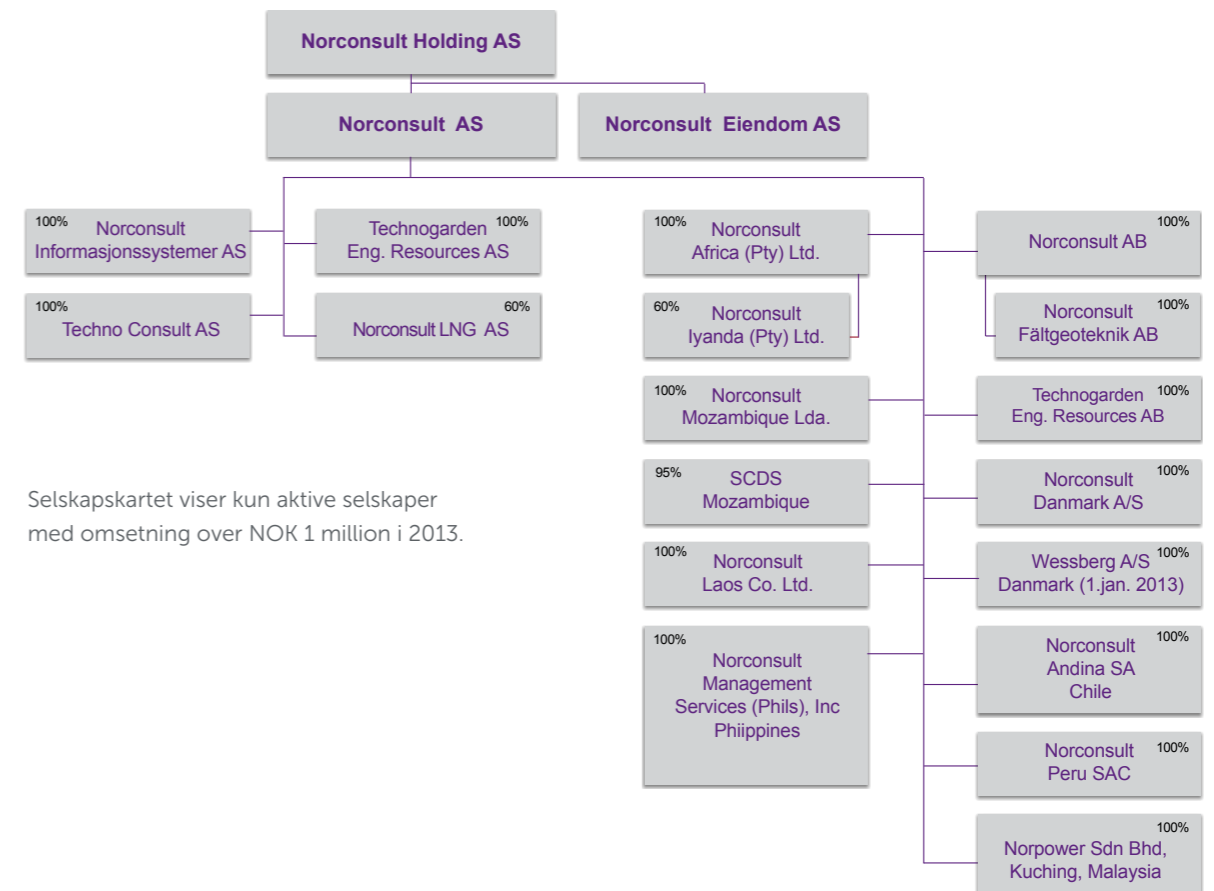 Norconsult Holding AS
Norconsult AS
Norconsult Eiendom AS
100%
Norconsult
Informasjonssystemer AS
Technogarden
100%
Eng. Resources AS
100%
Techno Consult AS
60%
Norconsult LNG AS
Selskapskartet viser kun aktive selskaper
med omsetning over NOK 1 million i 2013.
100%
Norconsult
Africa (Pty) Ltd.
60%
Norconsult
Iyanda (Pty) Ltd.
100%
Norconsult
Mozambique Lda.
95%
SCDS
Mozambique
100%
Norconsult
Laos Co. Ltd.
100%
Norconsult
Management
Services (Phils), Inc
Phiippines
100%
Norconsult AB
Norconsult
100%
Fältgeoteknik AB
Technogarden
100%
Eng. Resources AB
Norconsult
100%
Danmark A/S
Wessberg A/S
100%
Danmark (1.jan. 2013)
Norconsult
100%
Andina SA
Chile
Norconsult
100%
Peru SAC
100%
Norpower Sdn Bhd,
Kuching, Malaysia